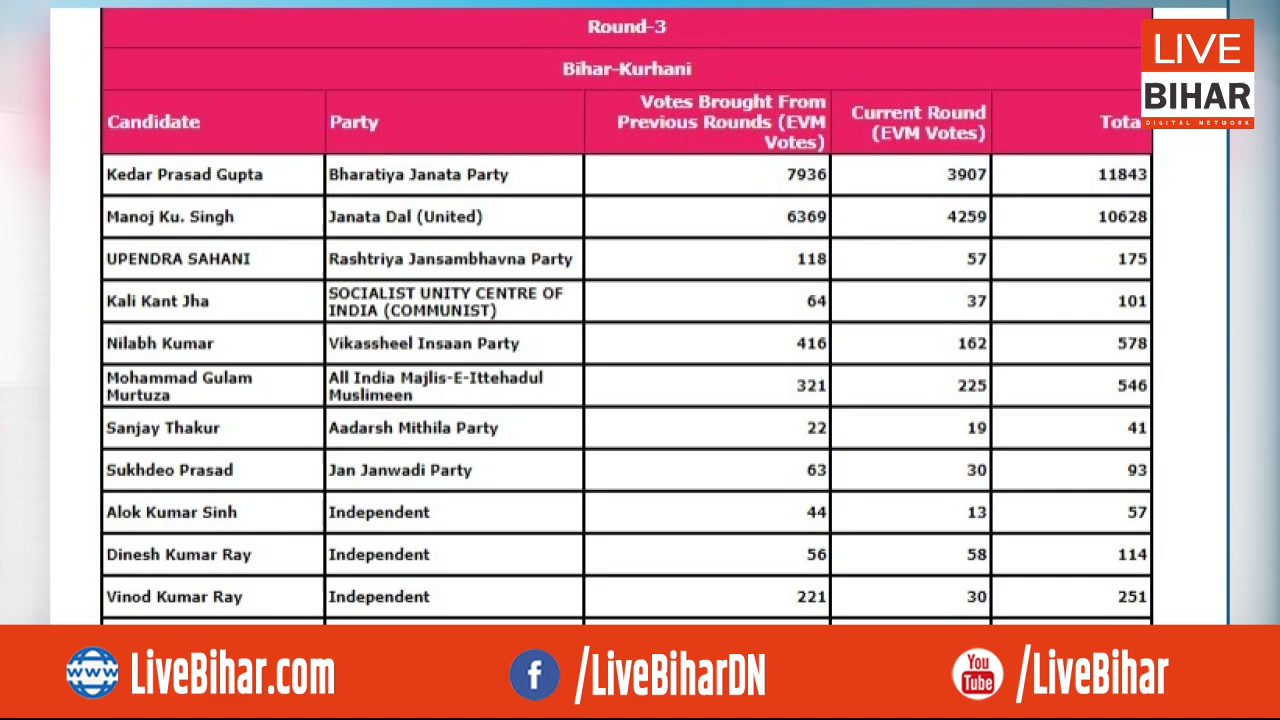 Round-3
Bihar-Kurhani
Candidate Party Votes Brought From Previous Rounds (EVM Votes) Current Round (EVM Votes) Tota
Kedar Prasad Gupta Bharatiya Janata Party 7936 3907 11843
Manoj Ku. Singh Janata Dal (United) 6369 4259 10628
UPENDRA SAHANI Rashtriya Jansambhavna Party 118 57 175
Kali Kant Jha SOCIALIST UNITY CENTRE OF INDIA (COMMUNIST) 64 37 101
Nilabh Kumar Vikassheel Insaan Party 416 162 578
Mohammad Gulam Murtuza All India Majlis-E-Ittehadul Muslimeen 321 225 546
Sanjay Thakur Aadarsh Mithila Party 22 19 41
Sukhdeo Prasad Jan Janwadi Party 63 30 93
Alok Kumar Sinh Independent 44 13 57
Dinesh Kumar Ray Independent 56 58 114
Vinod Kumar Ray Independent 221 30 251
LIVE
BIHAR
DIGITAL NETWORK
www LiveBihar.com
f /LiveBiharDN
You
Tube
/LiveBihar